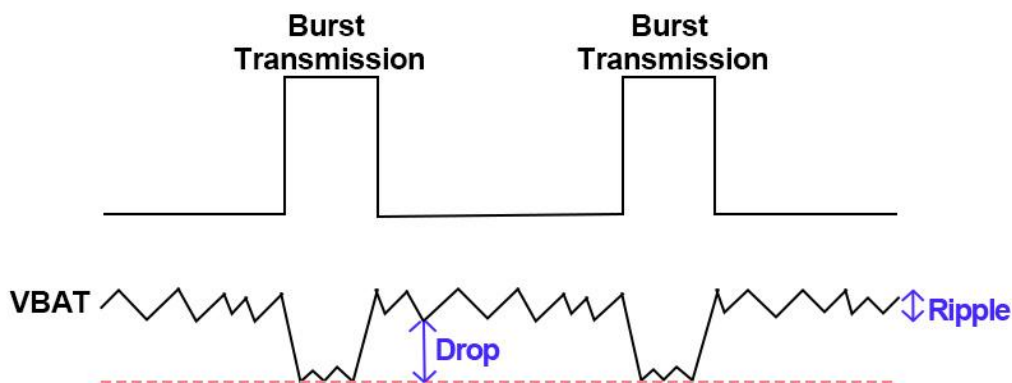 Burst
Transmission
Burst
Transmission
VBAT
Ripple
Drop